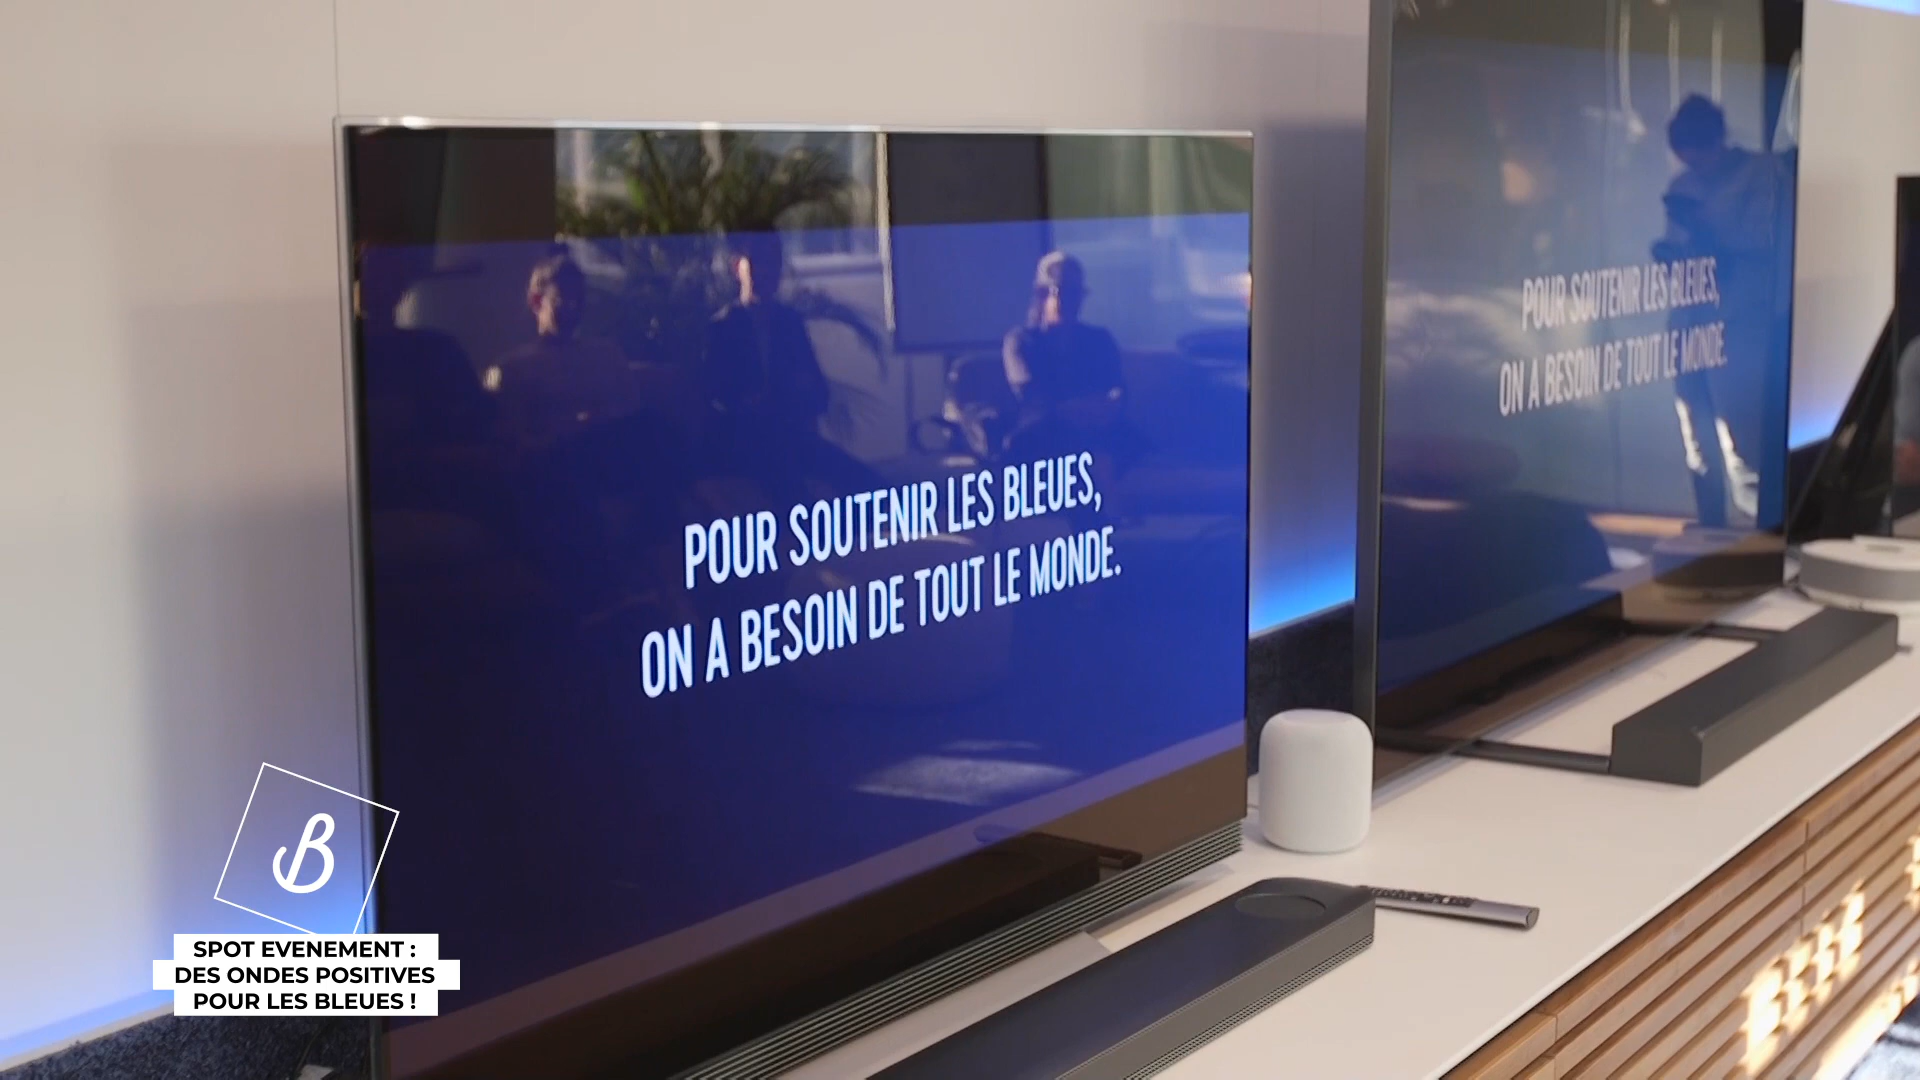 POUR SOUTENIR LES BLEUES,
ON A BESOIN DE TOUT LE MONDE.
POUR SOUTENIR LES BLEUES,
ON A BESOIN DE TOUT LE MONDE.
B
SPOT EVENEMENT :
DES ONDES POSITIVES
POUR LES BLEUES !